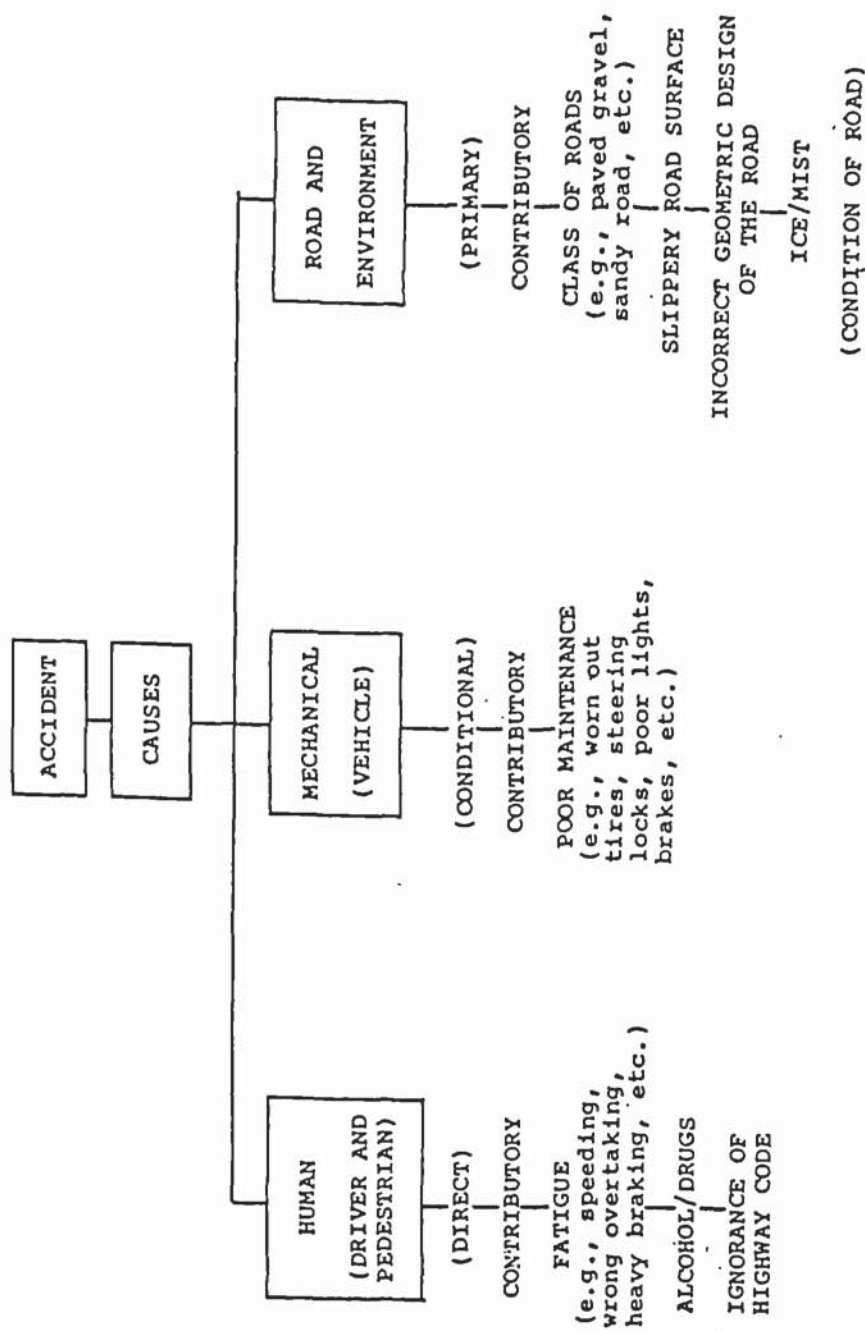 ACCIDENT
CAUSES
HUMAN
(DRIVER AND
PEDESTRIAN)
(DIRECT)
CONTRIBUTORY
FATIGUE
(e.g., speeding,
wrong overtaking,
heavy braking, etc.)
ALCOHOL/DRUGS
IGNORANCE OF
HIGHWAY CODE
MECHANICAL
(VEHICLE)
(CONDITIONAL)
CONTRIBUTORY
POOR MAINTENANCE
(e.g., worn out
tires, steering
locks, poor lights,
brakes, etc.)
ROAD AND
ENVIRONMENT
(PRIMARY)
CONTRIBUTORY
CLASS OF ROADS
(e.g., paved gravel,
sandy road, etc.)
SLIPPERY ROAD SURFACE
INCORRECT GEOMETRIC DESIGN
OF THE ROAD
ICE/MIST
(CONDITION OF ROAD)